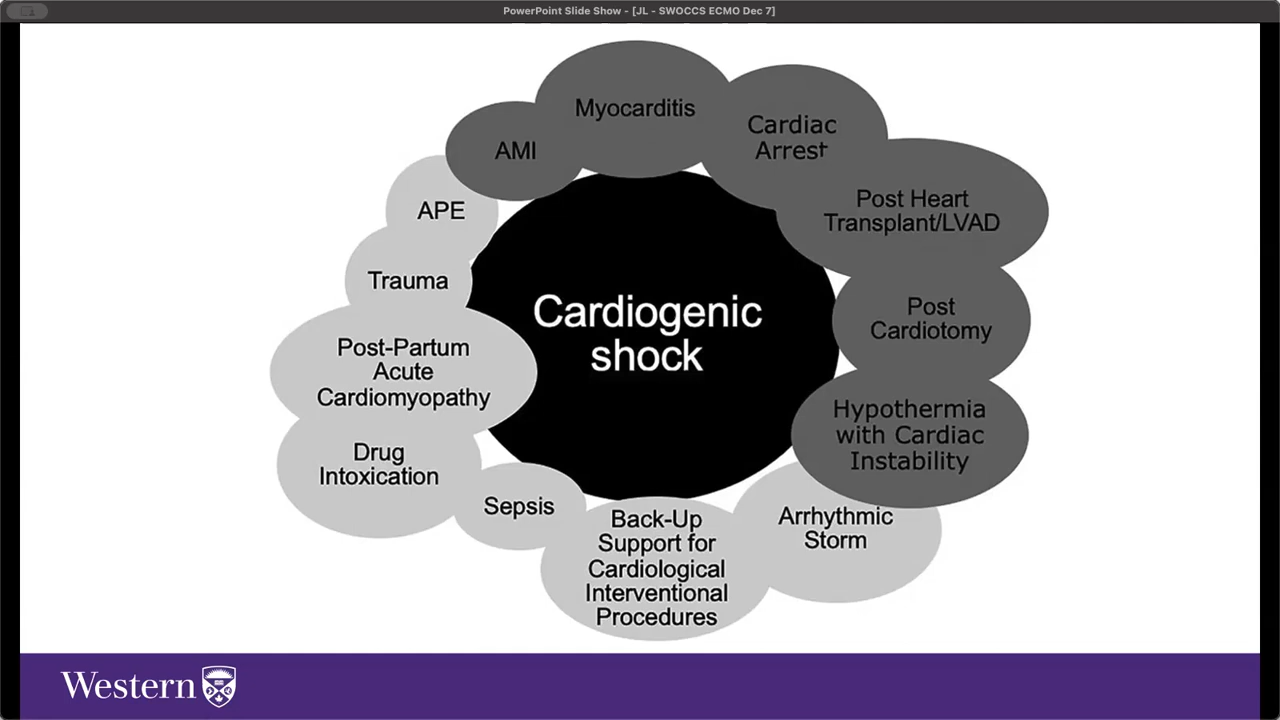 PowerPoint Slide Show - [JL - SWOCCS ECMO Dec 7]
Myocarditis
Cardiac
Arrest
AMI
Post Heart
Transplant/LVAD
APE
Trauma
Post
Cardiotomy
Cardiogenic
shock
Post-Partum
Acute
Cardiomyopathy
Hypothermia
with Cardiac
Instability
Drug
Intoxication
Sepsis
Back-Up
Support for
Cardiological
Interventional
Procedures
Arrhythmic
Storm
Western